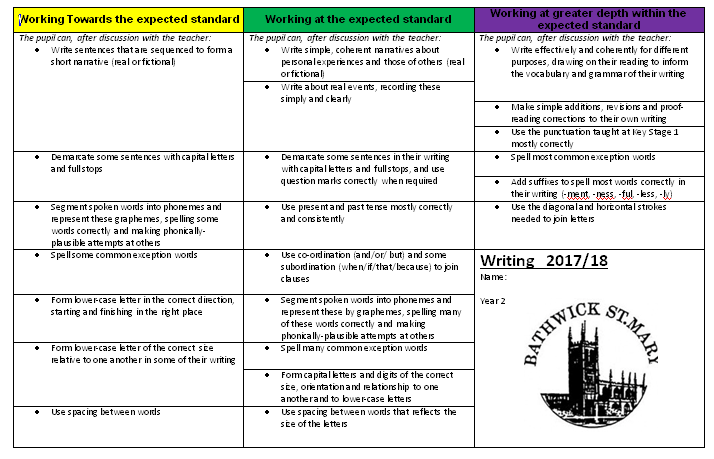 Working Towards the expected standard
The pupil can, after discussion with the teacher:
• Write sentences that are sequenced to form a
short narrative (real or fictional)
• Demarcate some sentences with capital letters
and full stops
• Segment spoken words into phonemes and
represent these graphemes, spelling some
words correctly and making phonically-
plausible attempts at others
• Spell some common exception words
• Form lower-case letter in the correct direction,
starting and finishing in the right place
• Form lower-case letter of the correct size
relative to one another in some of their writing
• Use spacing between words
Working at the expected standard
The pupil can, after discussion with the teacher:
• Write simple, coherent narratives about
personal experiences and those of others (real
or fictional)
• Write about real events, recording these
simply and clearly
• Demarcate some sentences in their writing
with capital letters and full stops, and use
question marks correctly when required
• Use present and past tense mostly correctly
and consistently
• Use co-ordination (and/or/ but) and some
subordination (when/if/that/because) to join
clauses
• Segment spoken words into phonemes and
represent these by graphemes, spelling many
of these words correctly and making
phonically-plausible attempts at others
• Spell many common exception words
• Form capital letters and digits of the correct
size, orientation and relationship to one
another and to lower-case letters
• Use spacing between words that reflects the
size of the letters
Working at greater depth within the
expected standard
The pupil can, after discussion with the teacher:
• Write effectively and coherently for different
purposes, drawing on their reading to inform
the vocabulary and grammar of their writing
• Make simple additions, revisions and proof-
reading corrections to their own writing
• Use the punctuation taught at Key Stage 1
mostly correctly
• Spell most common exception words
• Add suffixes to spell most words correctly in
their writing (-ment, -ness, -ful, -less, -ly)
• Use the diagonal and horizontal strokes
needed to join letters
Writing 2017/18
Name:
Year 2
BATHWICK ST.MARY